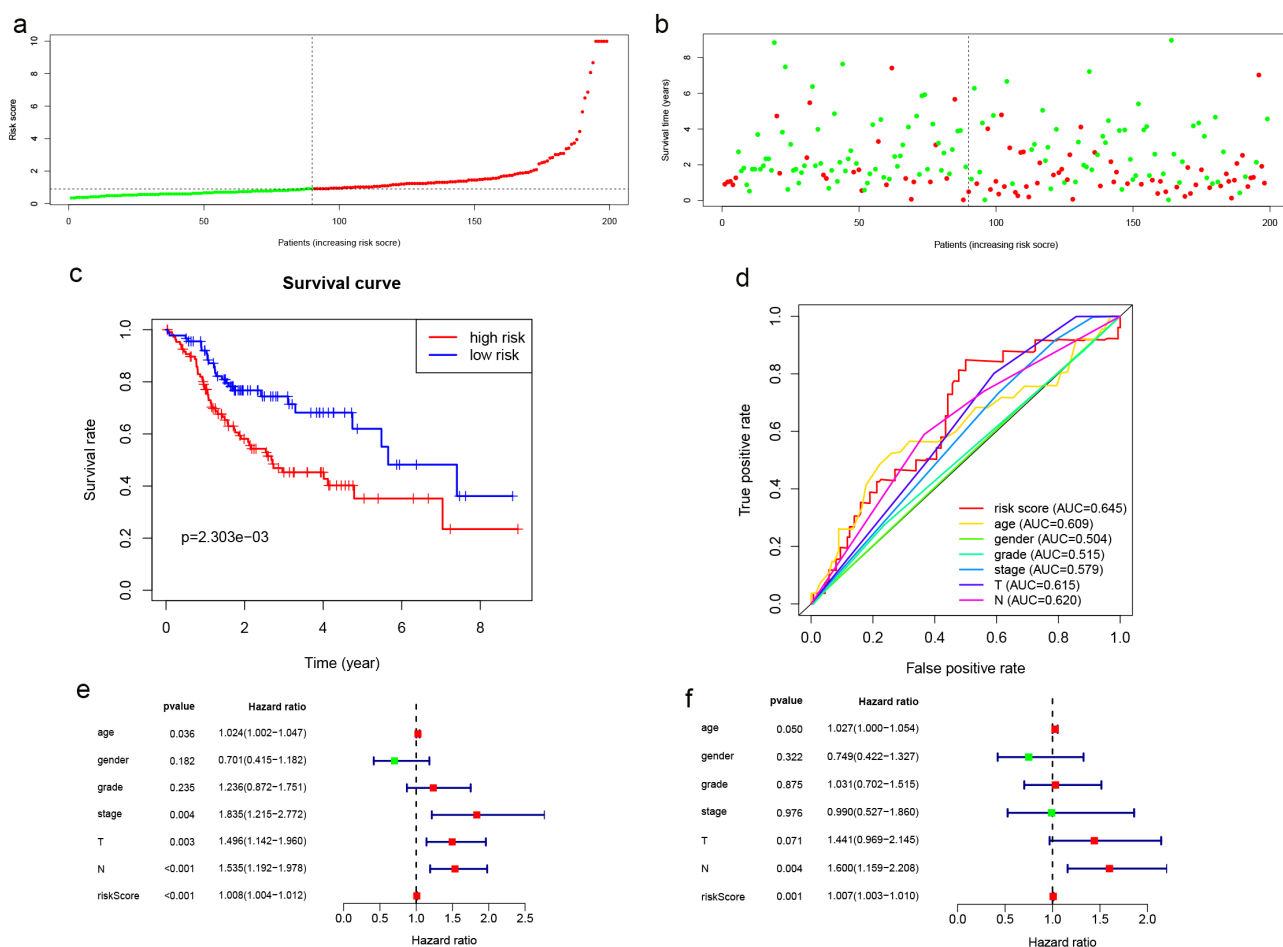 a
Risk score
10
8
6
4
2
0
0 50 100 150 200
Patients (increasing risk socre)
b
Survival time (years)
8
6
4
2
0
0 50 100 150 200
Patients (increasing risk socre)
c
Survival curve
high risk
low risk
Survival rate
1.0
0.8
0.6
0.4
0.2
0.0
p=2.303e−03
0 2 4 6 8
Time (year)
d
True positive rate
1.0
0.8
0.6
0.4
0.2
0.0
risk score (AUC=0.645)
age (AUC=0.609)
gender (AUC=0.504)
grade (AUC=0.515)
stage (AUC=0.579)
T (AUC=0.615)
N (AUC=0.620)
0.0 0.2 0.4 0.6 0.8 1.0
False positive rate
e
pvalue Hazard ratio
age 0.036 1.024(1.002−1.047)
gender 0.182 0.701(0.415−1.182)
grade 0.235 1.236(0.872−1.751)
stage 0.004 1.835(1.215−2.772)
T 0.003 1.496(1.142−1.960)
N <0.001 1.535(1.192−1.978)
riskScore <0.001 1.008(1.004−1.012)
0.0 0.5 1.0 1.5 2.0 2.5
Hazard ratio
f
pvalue Hazard ratio
age 0.050 1.027(1.000−1.054)
gender 0.322 0.749(0.422−1.327)
grade 0.875 1.031(0.702−1.515)
stage 0.976 0.990(0.527−1.860)
T 0.071 1.441(0.969−2.145)
N 0.004 1.600(1.159−2.208)
riskScore 0.001 1.007(1.003−1.010)
0.0 0.5 1.0 1.5 2.0
Hazard ratio